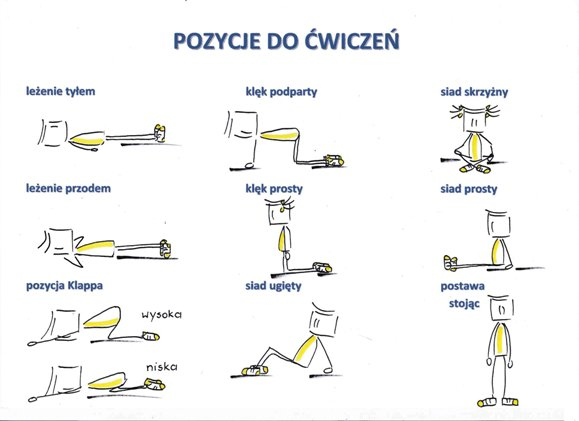 POZYCJE DO ĆWICZEŃ
leżenie tyłem
klęk podparty
siad skrzyżny
leżenie przodem
klęk prosty
siad prosty
pozycja Klappa
wysoka
niska
siad ugięty
postawa
stojąc